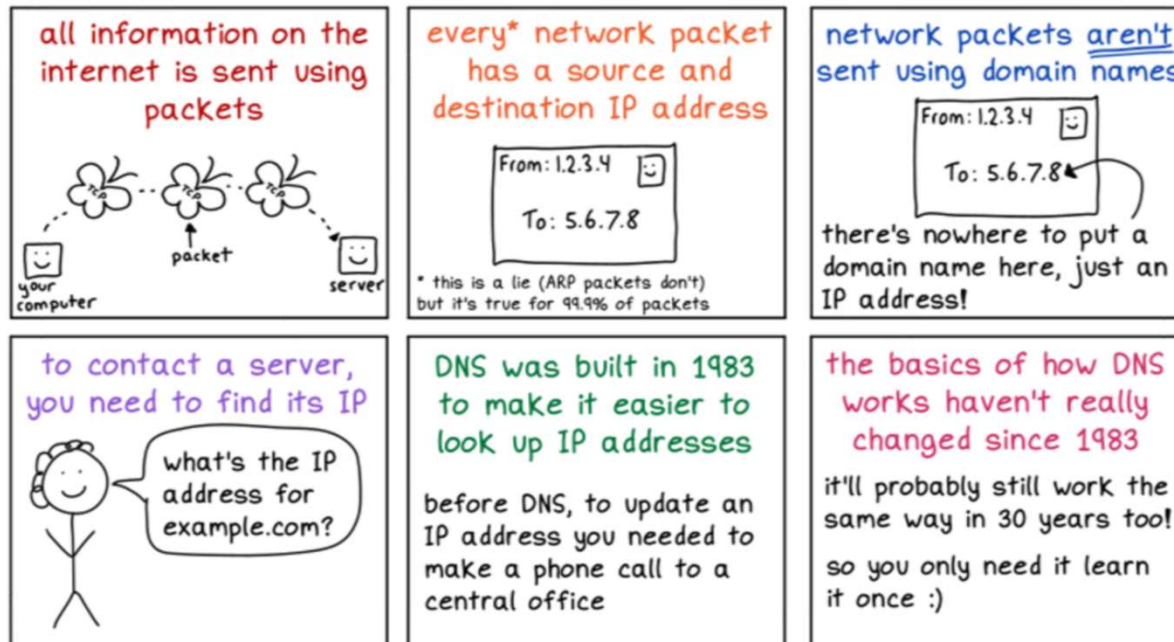 all information on the
internet is sent using
packets
TCP
TCP
TCP
packet
your
computer
server
every* network packet
has a source and
destination IP address
From: 1.2.3.4
To: 5.6.7.8
* this is a lie (ARP packets don't)
but it's true for 99.9% of packets
network packets aren't
sent using domain names
From: 1.2.3.4
To: 5.6.7.8
there's nowhere to put a
domain name here, just an
IP address!
to contact a server,
you need to find its IP
what's the IP
address for
example.com?
DNS was built in 1983
to make it easier to
look up IP addresses
before DNS, to update an
IP address you needed to
make a phone call to a
central office
the basics of how DNS
works haven't really
changed since 1983
it'll probably still work the
same way in 30 years too!
so you only need it learn
it once :)